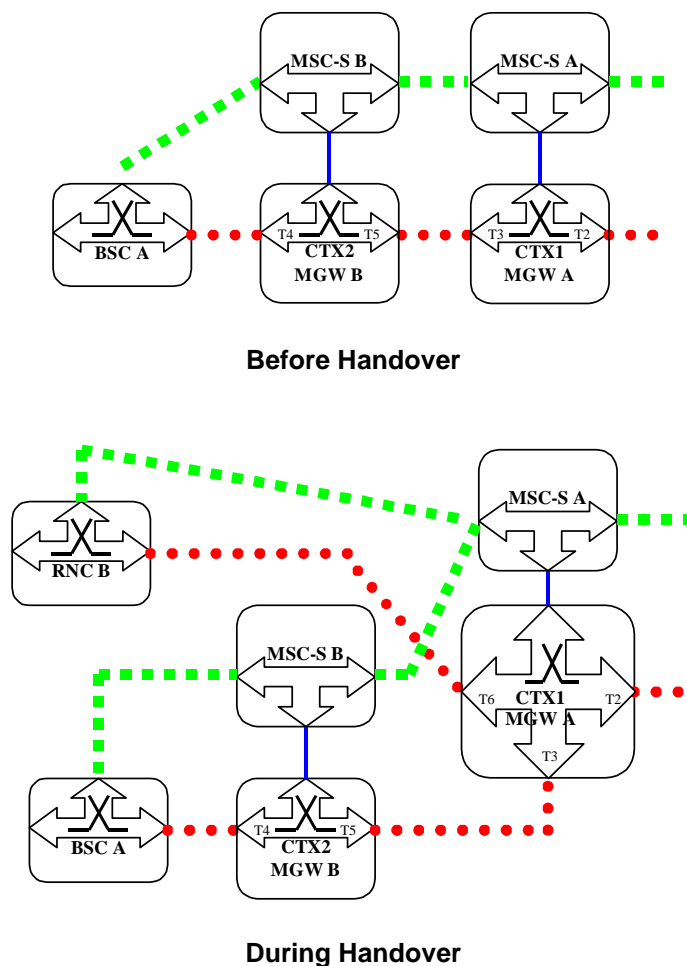 MSC-S B
MSC-S A
BSC A
T4
CTX2
T5
MGW B
T3
CTX1
T2
MGW A
Before Handover
MSC-S A
RNC B
MSC-S B
T6
CTX1
T2
MGW A
T3
BSC A
T4
CTX2
T5
MGW B
During Handover